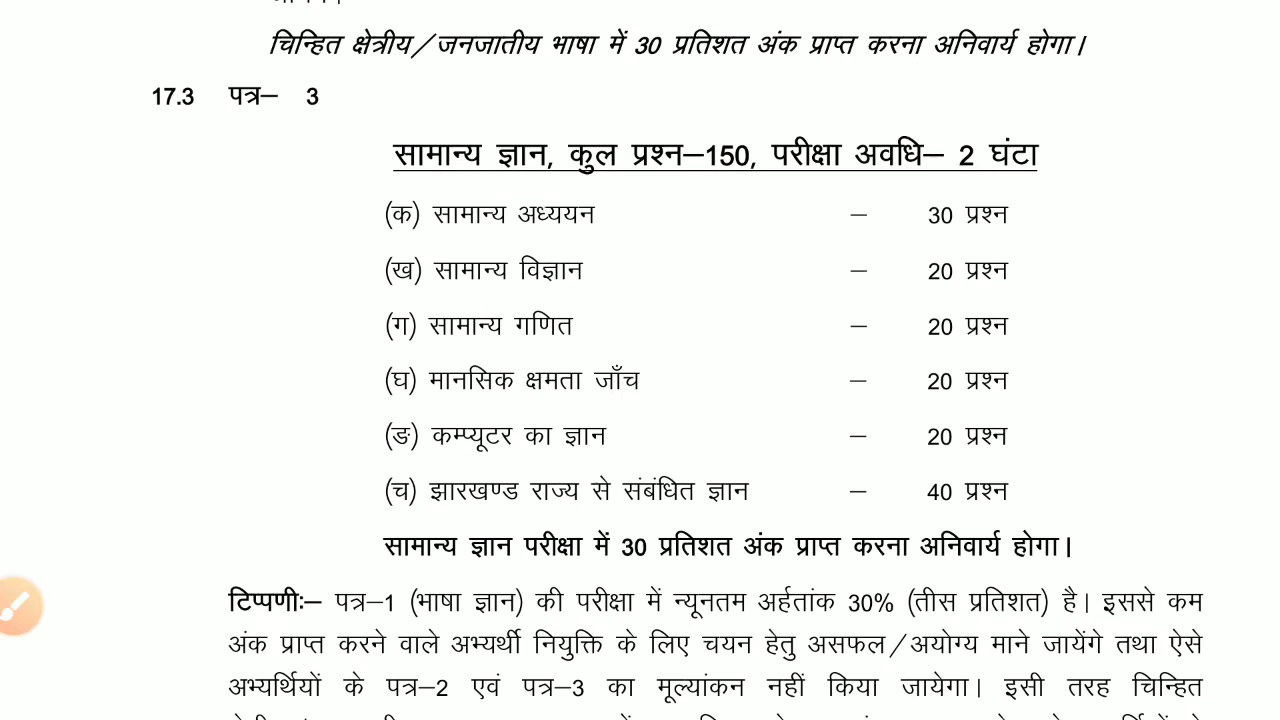 चिन्हित क्षेत्रीय/जनजातीय भाषा में 30 प्रतिशत अंक प्राप्त करना अनिवार्य होगा।
17.3 पत्र– 3
सामान्य ज्ञान, कुल प्रश्न–150, परीक्षा अवधि– 2 घंटा
(क) सामान्य अध्ययन – 30 प्रश्न
(ख) सामान्य विज्ञान – 20 प्रश्न
(ग) सामान्य गणित – 20 प्रश्न
(घ) मानसिक क्षमता जाँच – 20 प्रश्न
(ङ) कम्प्यूटर का ज्ञान – 20 प्रश्न
(च) झारखण्ड राज्य से संबंधित ज्ञान – 40 प्रश्न
सामान्य ज्ञान परीक्षा में 30 प्रतिशत अंक प्राप्त करना अनिवार्य होगा।
टिप्पणीः– पत्र–1 (भाषा ज्ञान) की परीक्षा में न्यूनतम अर्हतांक 30% (तीस प्रतिशत) है। इससे कम
अंक प्राप्त करने वाले अभ्यर्थी नियुक्ति के लिए चयन हेतु असफल/अयोग्य माने जायेंगे तथा ऐसे
अभ्यर्थियों के पत्र–2 एवं पत्र–3 का मूल्यांकन नहीं किया जायेगा। इसी तरह चिन्हित